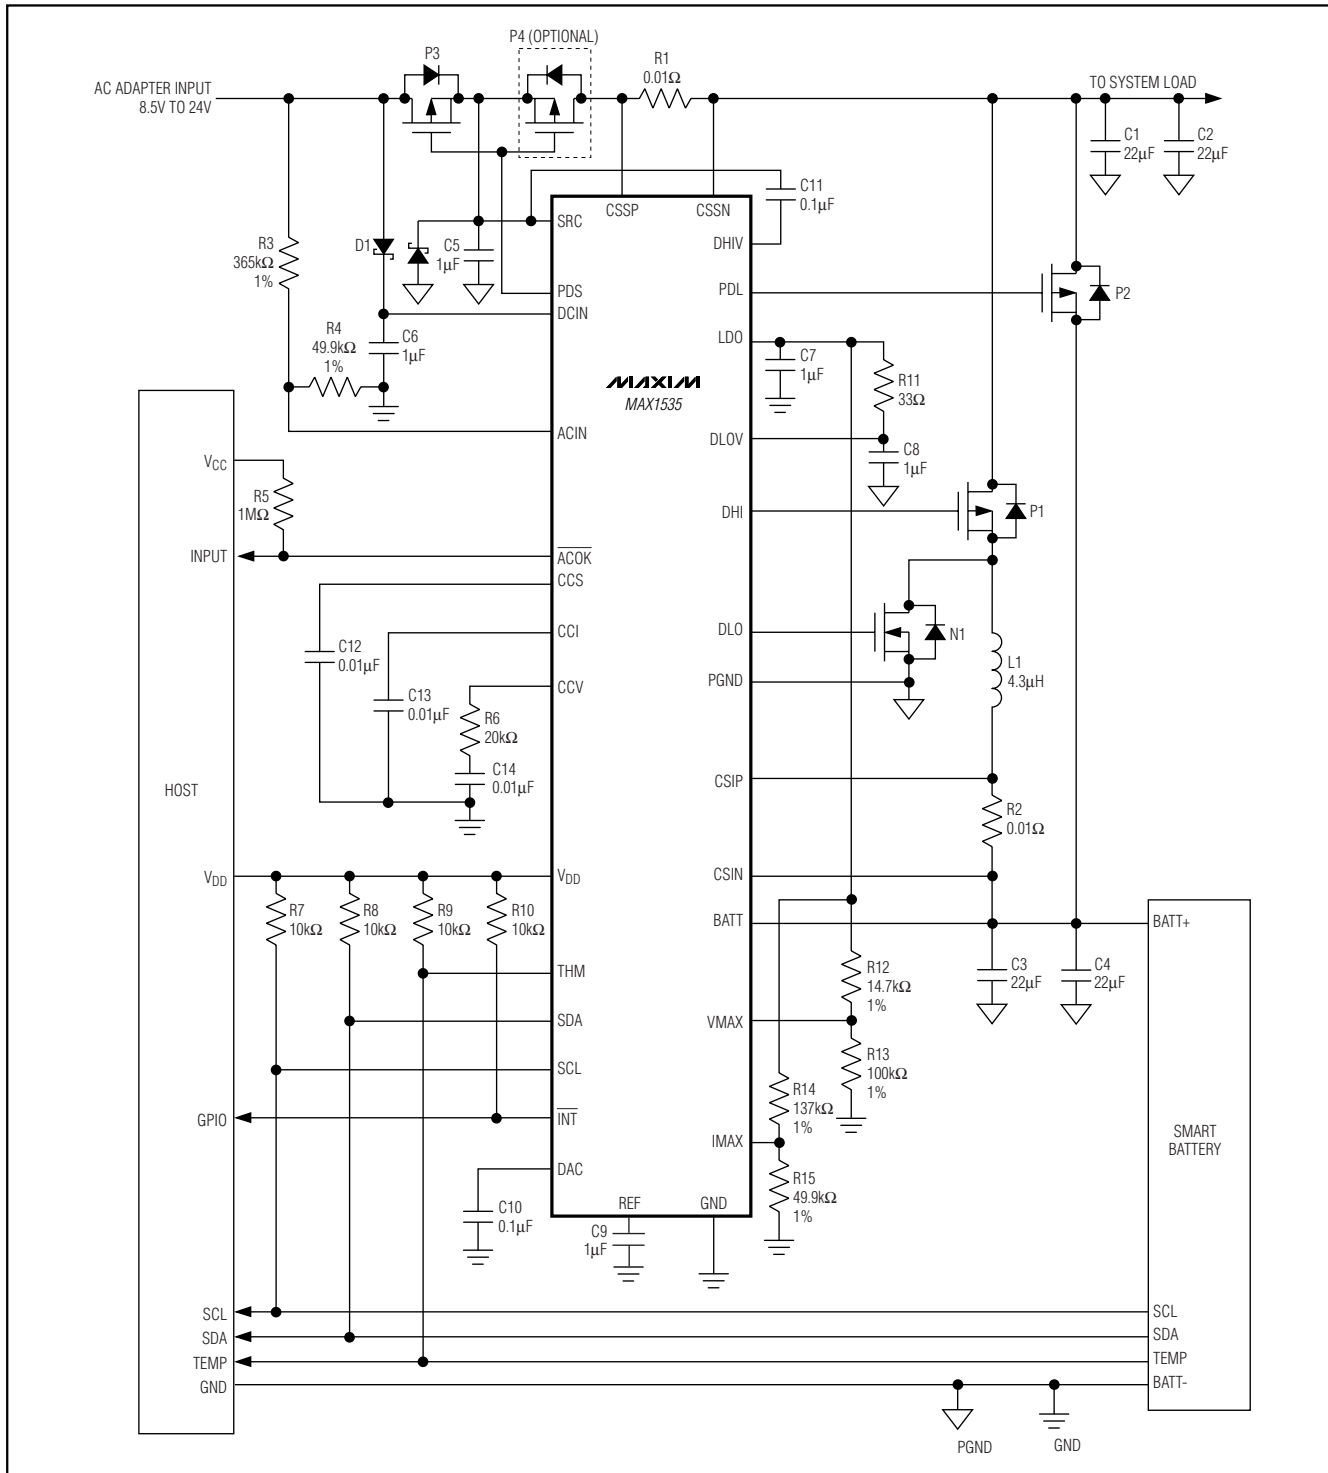 P4 (OPTIONAL)
P3
R1
0.01Ω
AC ADAPTER INPUT
8.5V TO 24V
TO SYSTEM LOAD
C1
22µF
C2
22µF
C11
0.1µF
CSSP
CSSN
SRC
DHIV
R3
365kΩ
1%
D1
C5
1µF
PDS
PDL
P2
DCIN
LDO
R4
49.9kΩ
1%
C6
1µF
C7
1µF
R11
33Ω
MAXIM
MAX1535
ACIN
DLOV
C8
1µF
VCC
R5
1MΩ
DHI
P1
INPUT
ACOK
CCS
CCI
DLO
N1
C12
0.01µF
PGND
L1
4.3µH
CCV
C13
0.01µF
R6
20kΩ
C14
0.01µF
CSIP
HOST
R2
0.01Ω
VDD
VDD
CSIN
R7
10kΩ
R8
10kΩ
R9
10kΩ
R10
10kΩ
BATT
BATT+
THM
R12
14.7kΩ
1%
C3
22µF
C4
22µF
SDA
VMAX
SCL
R13
100kΩ
1%
R14
137kΩ
1%
GPIO
INT
IMAX
SMART
BATTERY
DAC
R15
49.9kΩ
1%
C10
0.1µF
REF
GND
C9
1µF
SCL
SCL
SDA
SDA
TEMP
TEMP
GND
BATT-
PGND
GND